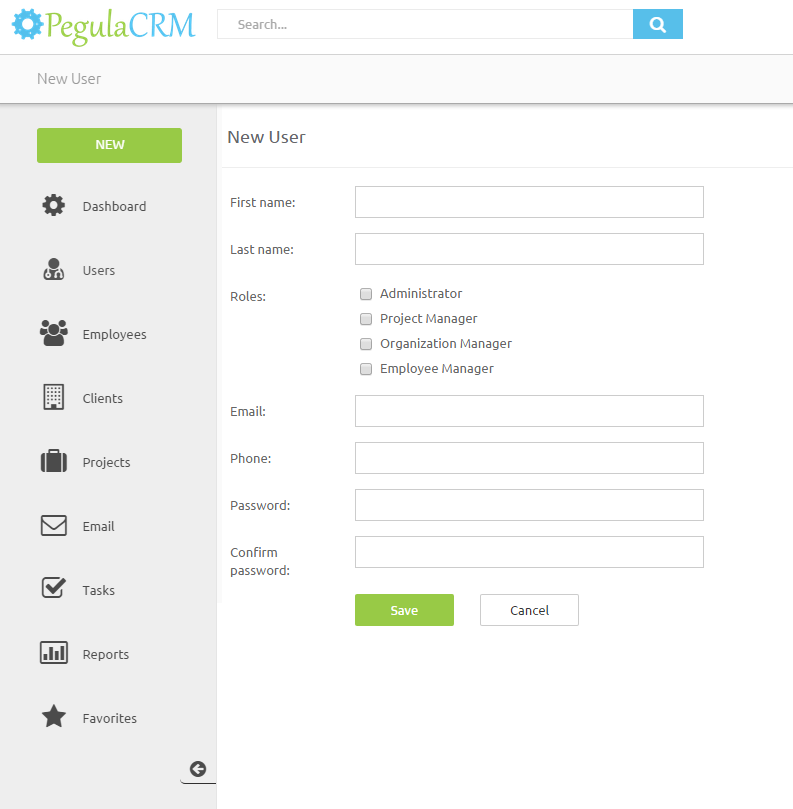 PegulaCRM
Search...
New User
NEW
Dashboard
Users
Employees
Clients
Projects
Email
Tasks
Reports
Favorites
New User
First name:
Last name:
Roles:
Administrator
Project Manager
Organization Manager
Employee Manager
Email:
Phone:
Password:
Confirm
password:
Save
Cancel